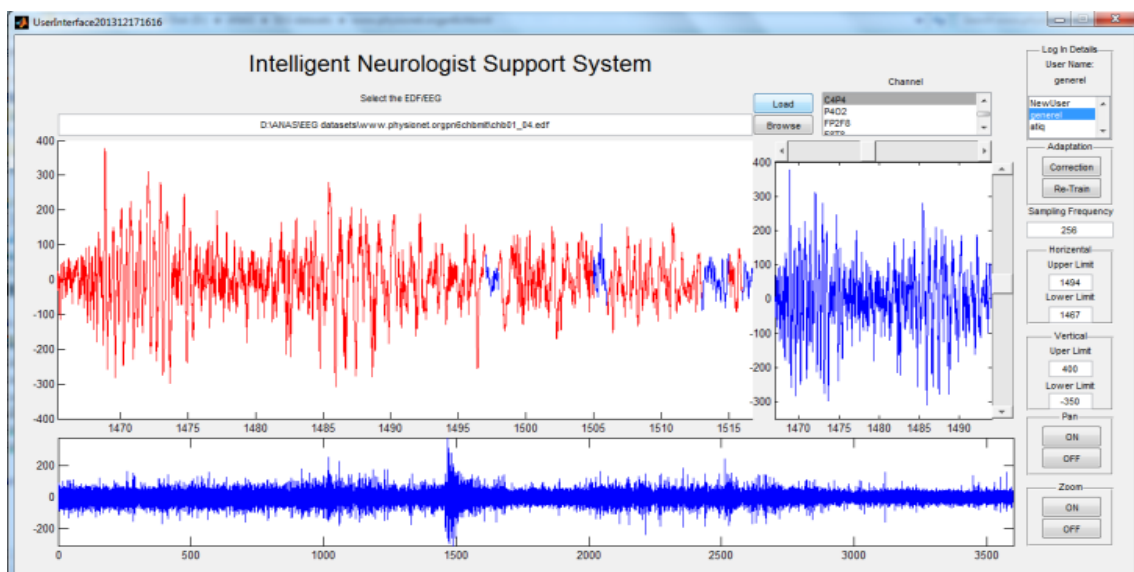 UserInterface201312171616
Intelligent Neurologist Support System
Select the EDF/EEG
D:\ANAS\EEG datasets\www.physionet.orgpn6chbmit\chb01_04.edf
Load
Browse
Channel
C4P4
P4O2
FP2F8
Log In Details
User Name:
generel
NewUser
generel
atiq
Adaptation
Correction
Re-Train
Sampling Frequency
256
Horizontal
Upper Limit
1494
Lower Limit
1467
Vertical
Uper Limit
400
Lower Limit
-350
Pan
ON
OFF
Zoom
ON
OFF
400
300
200
100
0
-100
-200
-300
-400
1470 1475 1480 1485 1490 1495 1500 1505 1510 1515
400
300
200
100
0
-100
-200
-300
1470 1475 1480 1485 1490
200
0
-200
0 500 1000 1500 2000 2500 3000 3500